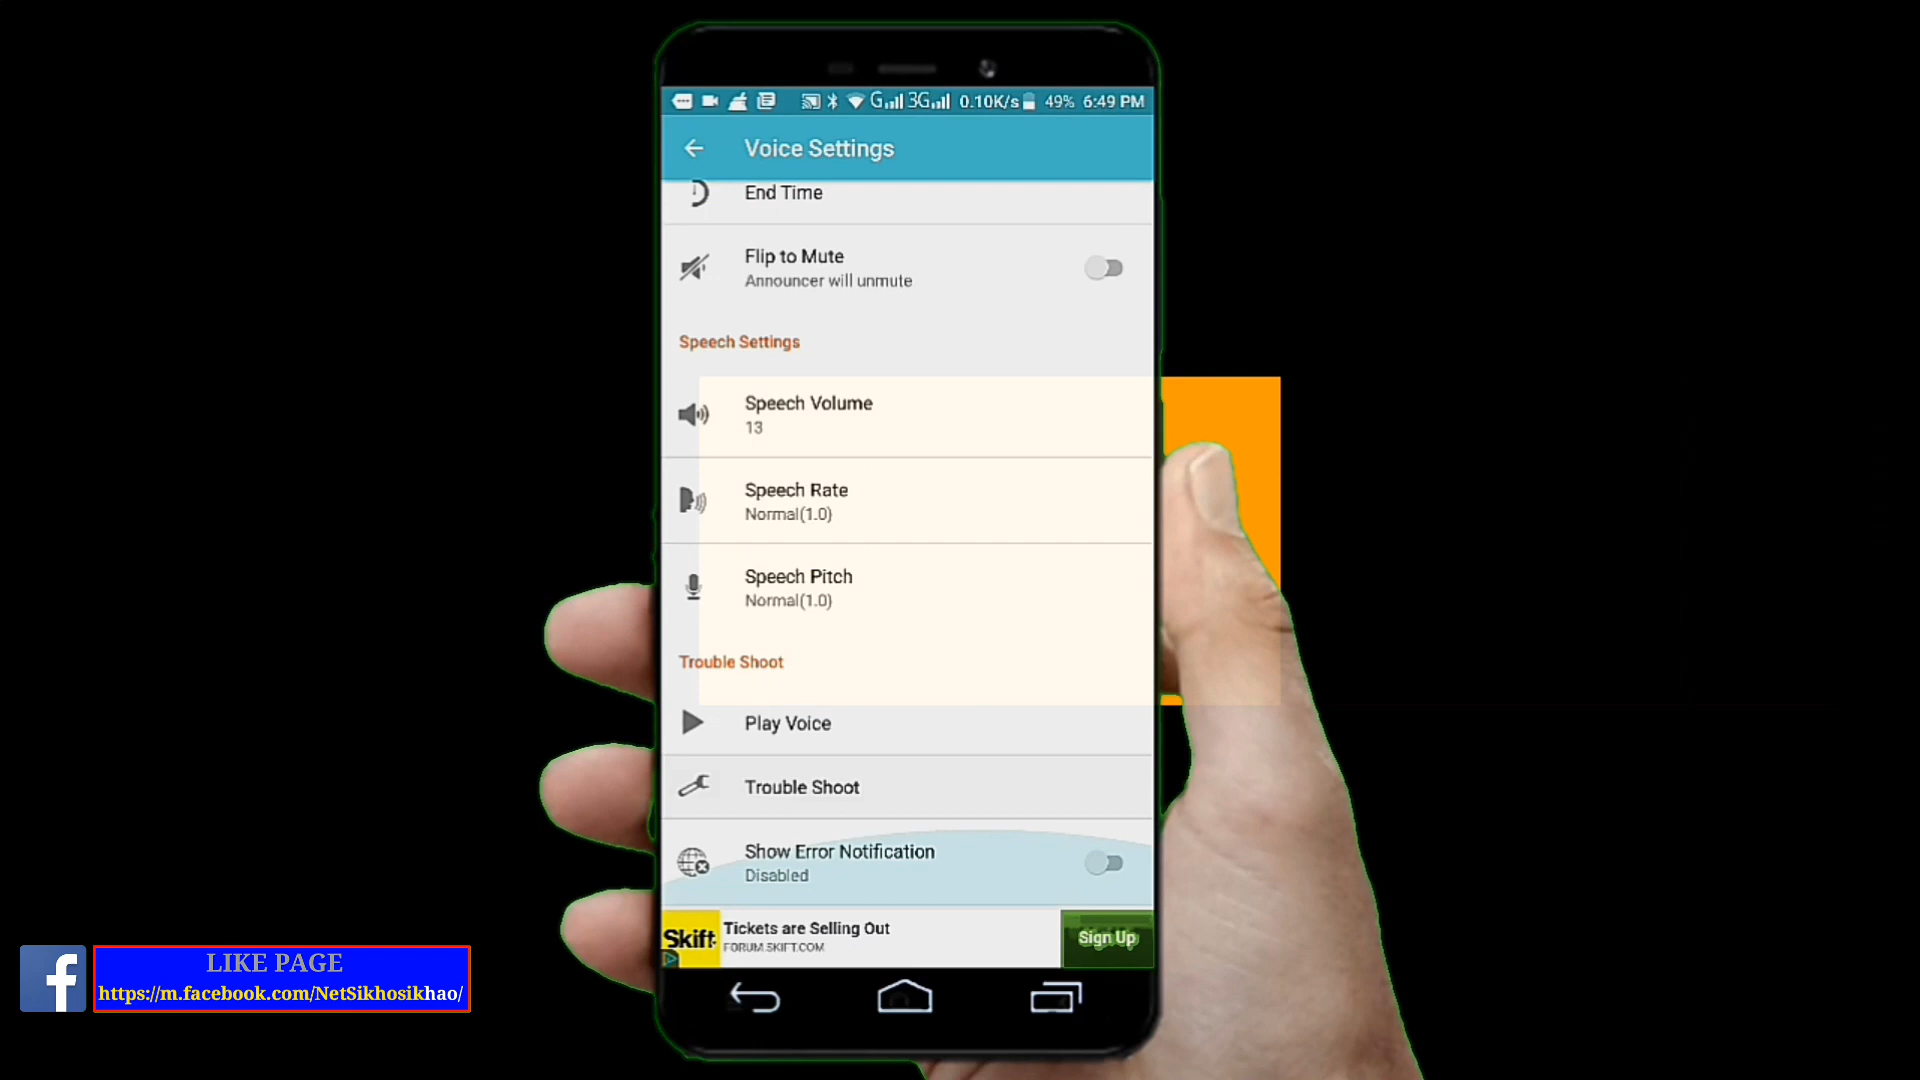 G 3G 0.10K/s 49% 6:49 PM
Voice Settings
End Time
Flip to Mute
Announcer will unmute
Speech Settings
Speech Volume
13
Speech Rate
Normal(1.0)
Speech Pitch
Normal(1.0)
Trouble Shoot
Play Voice
Trouble Shoot
Show Error Notification
Disabled
Skift
Tickets are Selling Out
FORUM.SKIFT.COM
Sign Up
f
LIKE PAGE
https://m.facebook.com/NetSikhosikhao/